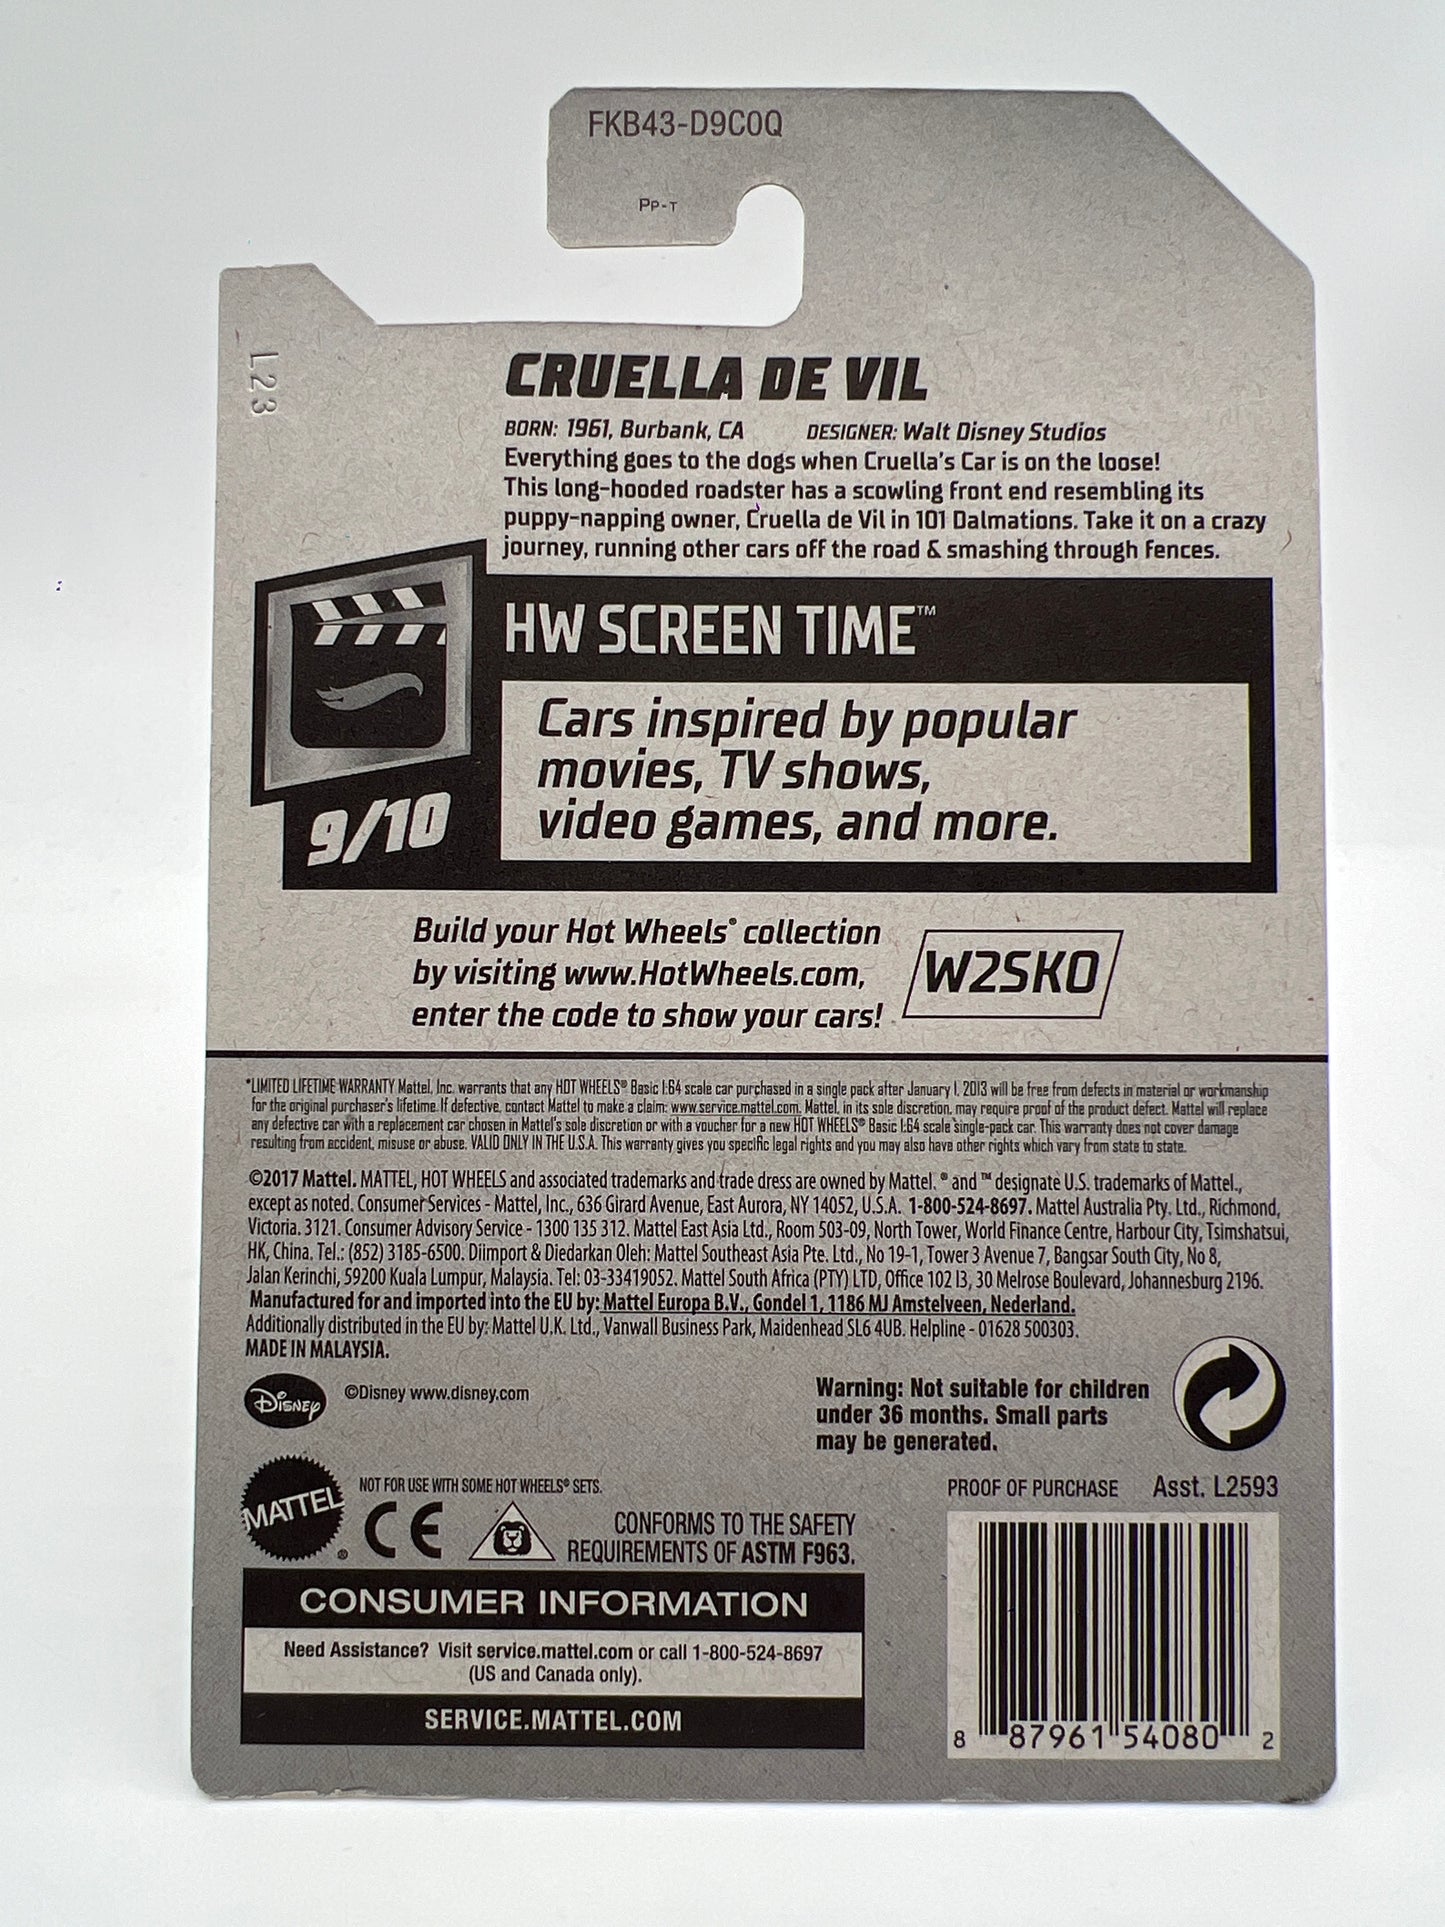 FKB43-D9C0Q
PP-T
L23
CRUELLA DE VIL
BORN: 1961, Burbank, CA DESIGNER: Walt Disney Studios
Everything goes to the dogs when Cruella's Car is on the loose!
This long-hooded roadster has a scowling front end resembling its
puppy-napping owner, Cruella de Vil in 101 Dalmations. Take it on a crazy
journey, running other cars off the road & smashing through fences.
HW SCREEN TIME™
Cars inspired by popular
movies, TV shows,
video games, and more.
9/10
Build your Hot Wheels® collection
by visiting www.HotWheels.com,
enter the code to show your cars!
W2SKO
*LIMITED LIFETIME WARRANTY Mattel, Inc. warrants that any HOT WHEELS® Basic 1:64 scale car purchased in a single pack after January 1, 2013 will be free from defects in material or workmanship
for the original purchaser's lifetime. If defective, contact Mattel to make a claim: www.service.mattel.com. Mattel, in its sole discretion, may require proof of the product defect. Mattel will replace
any defective car with a replacement car chosen in Mattel's sole discretion or with a voucher for a new HOT WHEELS® Basic 1:64 scale single-pack car. This warranty does not cover damage
resulting from accident, misuse or abuse. VALID ONLY IN THE U.S.A. This warranty gives you specific legal rights and you may also have other rights which vary from state to state.
©2017 Mattel. MATTEL, HOT WHEELS and associated trademarks and trade dress are owned by Mattel. ® and ™ designate U.S. trademarks of Mattel.,
except as noted. Consumer Services - Mattel, Inc., 636 Girard Avenue, East Aurora, NY 14052, U.S.A. 1-800-524-8697. Mattel Australia Pty. Ltd., Richmond,
Victoria. 3121. Consumer Advisory Service - 1300 135 312. Mattel East Asia Ltd., Room 503-09, North Tower, World Finance Centre, Harbour City, Tsimshatsui,
HK, China. Tel.: (852) 3185-6500. Diimport & Diedarkan Oleh: Mattel Southeast Asia Pte. Ltd., No 19-1, Tower 3 Avenue 7, Bangsar South City, No 8,
Jalan Kerinchi, 59200 Kuala Lumpur, Malaysia. Tel: 03-33419052. Mattel South Africa (PTY) LTD, Office 102 I3, 30 Melrose Boulevard, Johannesburg 2196.
Manufactured for and imported into the EU by: Mattel Europa B.V., Gondel 1, 1186 MJ Amstelveen, Nederland.
Additionally distributed in the EU by: Mattel U.K. Ltd., Vanwall Business Park, Maidenhead SL6 4UB. Helpline - 01628 500303.
MADE IN MALAYSIA.
Disney
©Disney www.disney.com
Warning: Not suitable for children
under 36 months. Small parts
may be generated.
MATTEL®
NOT FOR USE WITH SOME HOT WHEELS® SETS.
CE
CONFORMS TO THE SAFETY
REQUIREMENTS OF ASTM F963.
PROOF OF PURCHASE Asst. L2593
CONSUMER INFORMATION
Need Assistance? Visit service.mattel.com or call 1-800-524-8697
(US and Canada only).
SERVICE.MATTEL.COM
8 87961 54080 2